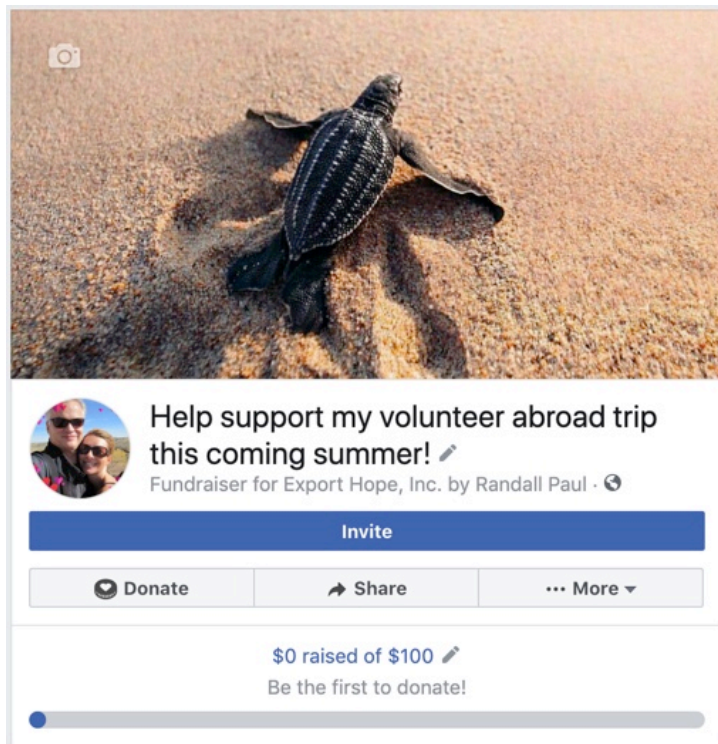 Help support my volunteer abroad trip
this coming summer!
Fundraiser for Export Hope, Inc. by Randall Paul ·
Invite
Donate
Share
••• More
$0 raised of $100
Be the first to donate!